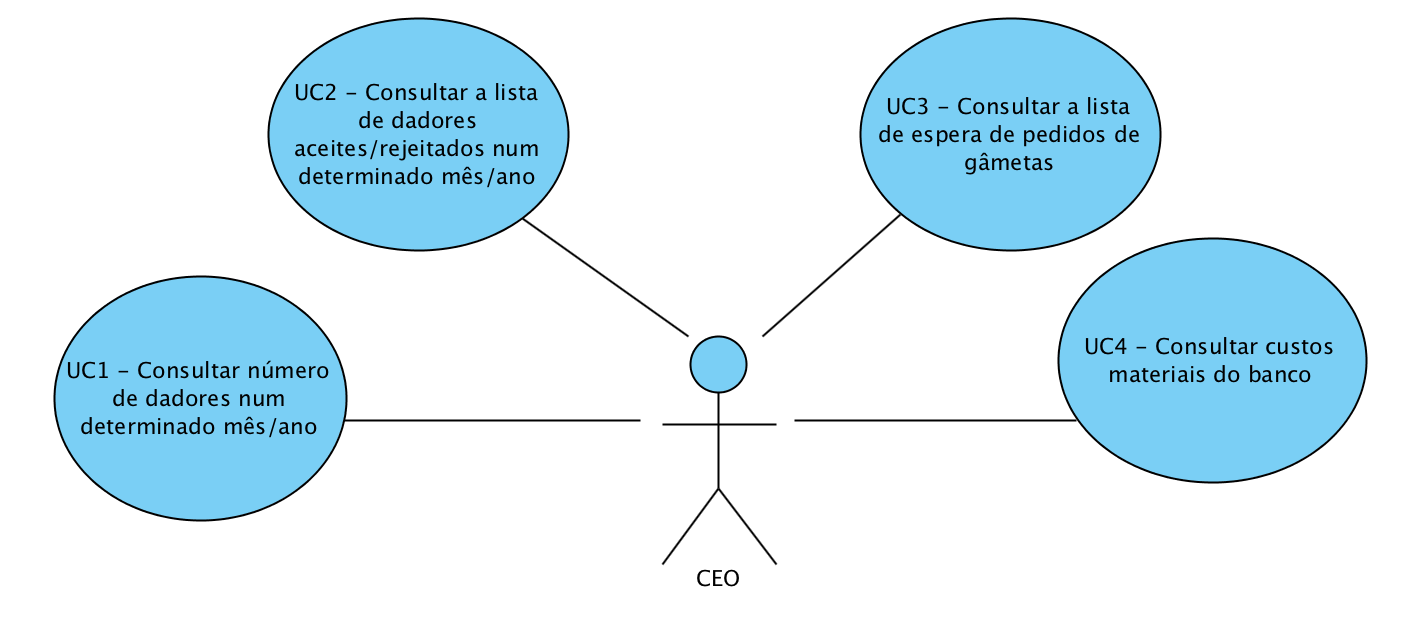 UC2 – Consultar a lista
de dadores
aceites/rejeitados num
determinado mês/ano
UC3 – Consultar a lista
de espera de pedidos de
gâmetas
UC1 – Consultar número
de dadores num
determinado mês/ano
UC4 – Consultar custos
materiais do banco
CEO